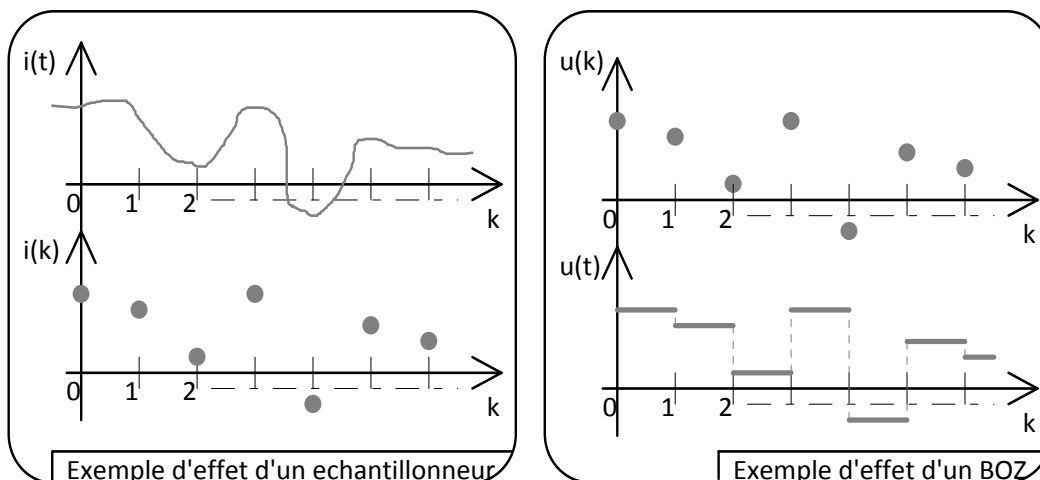 i(t)
0 1 2 k
i(k)
0 1 2 k
Exemple d'effet d'un echantillonneur
u(k)
0 1 2 k
u(t)
0 1 2 k
Exemple d'effet d'un BOZ